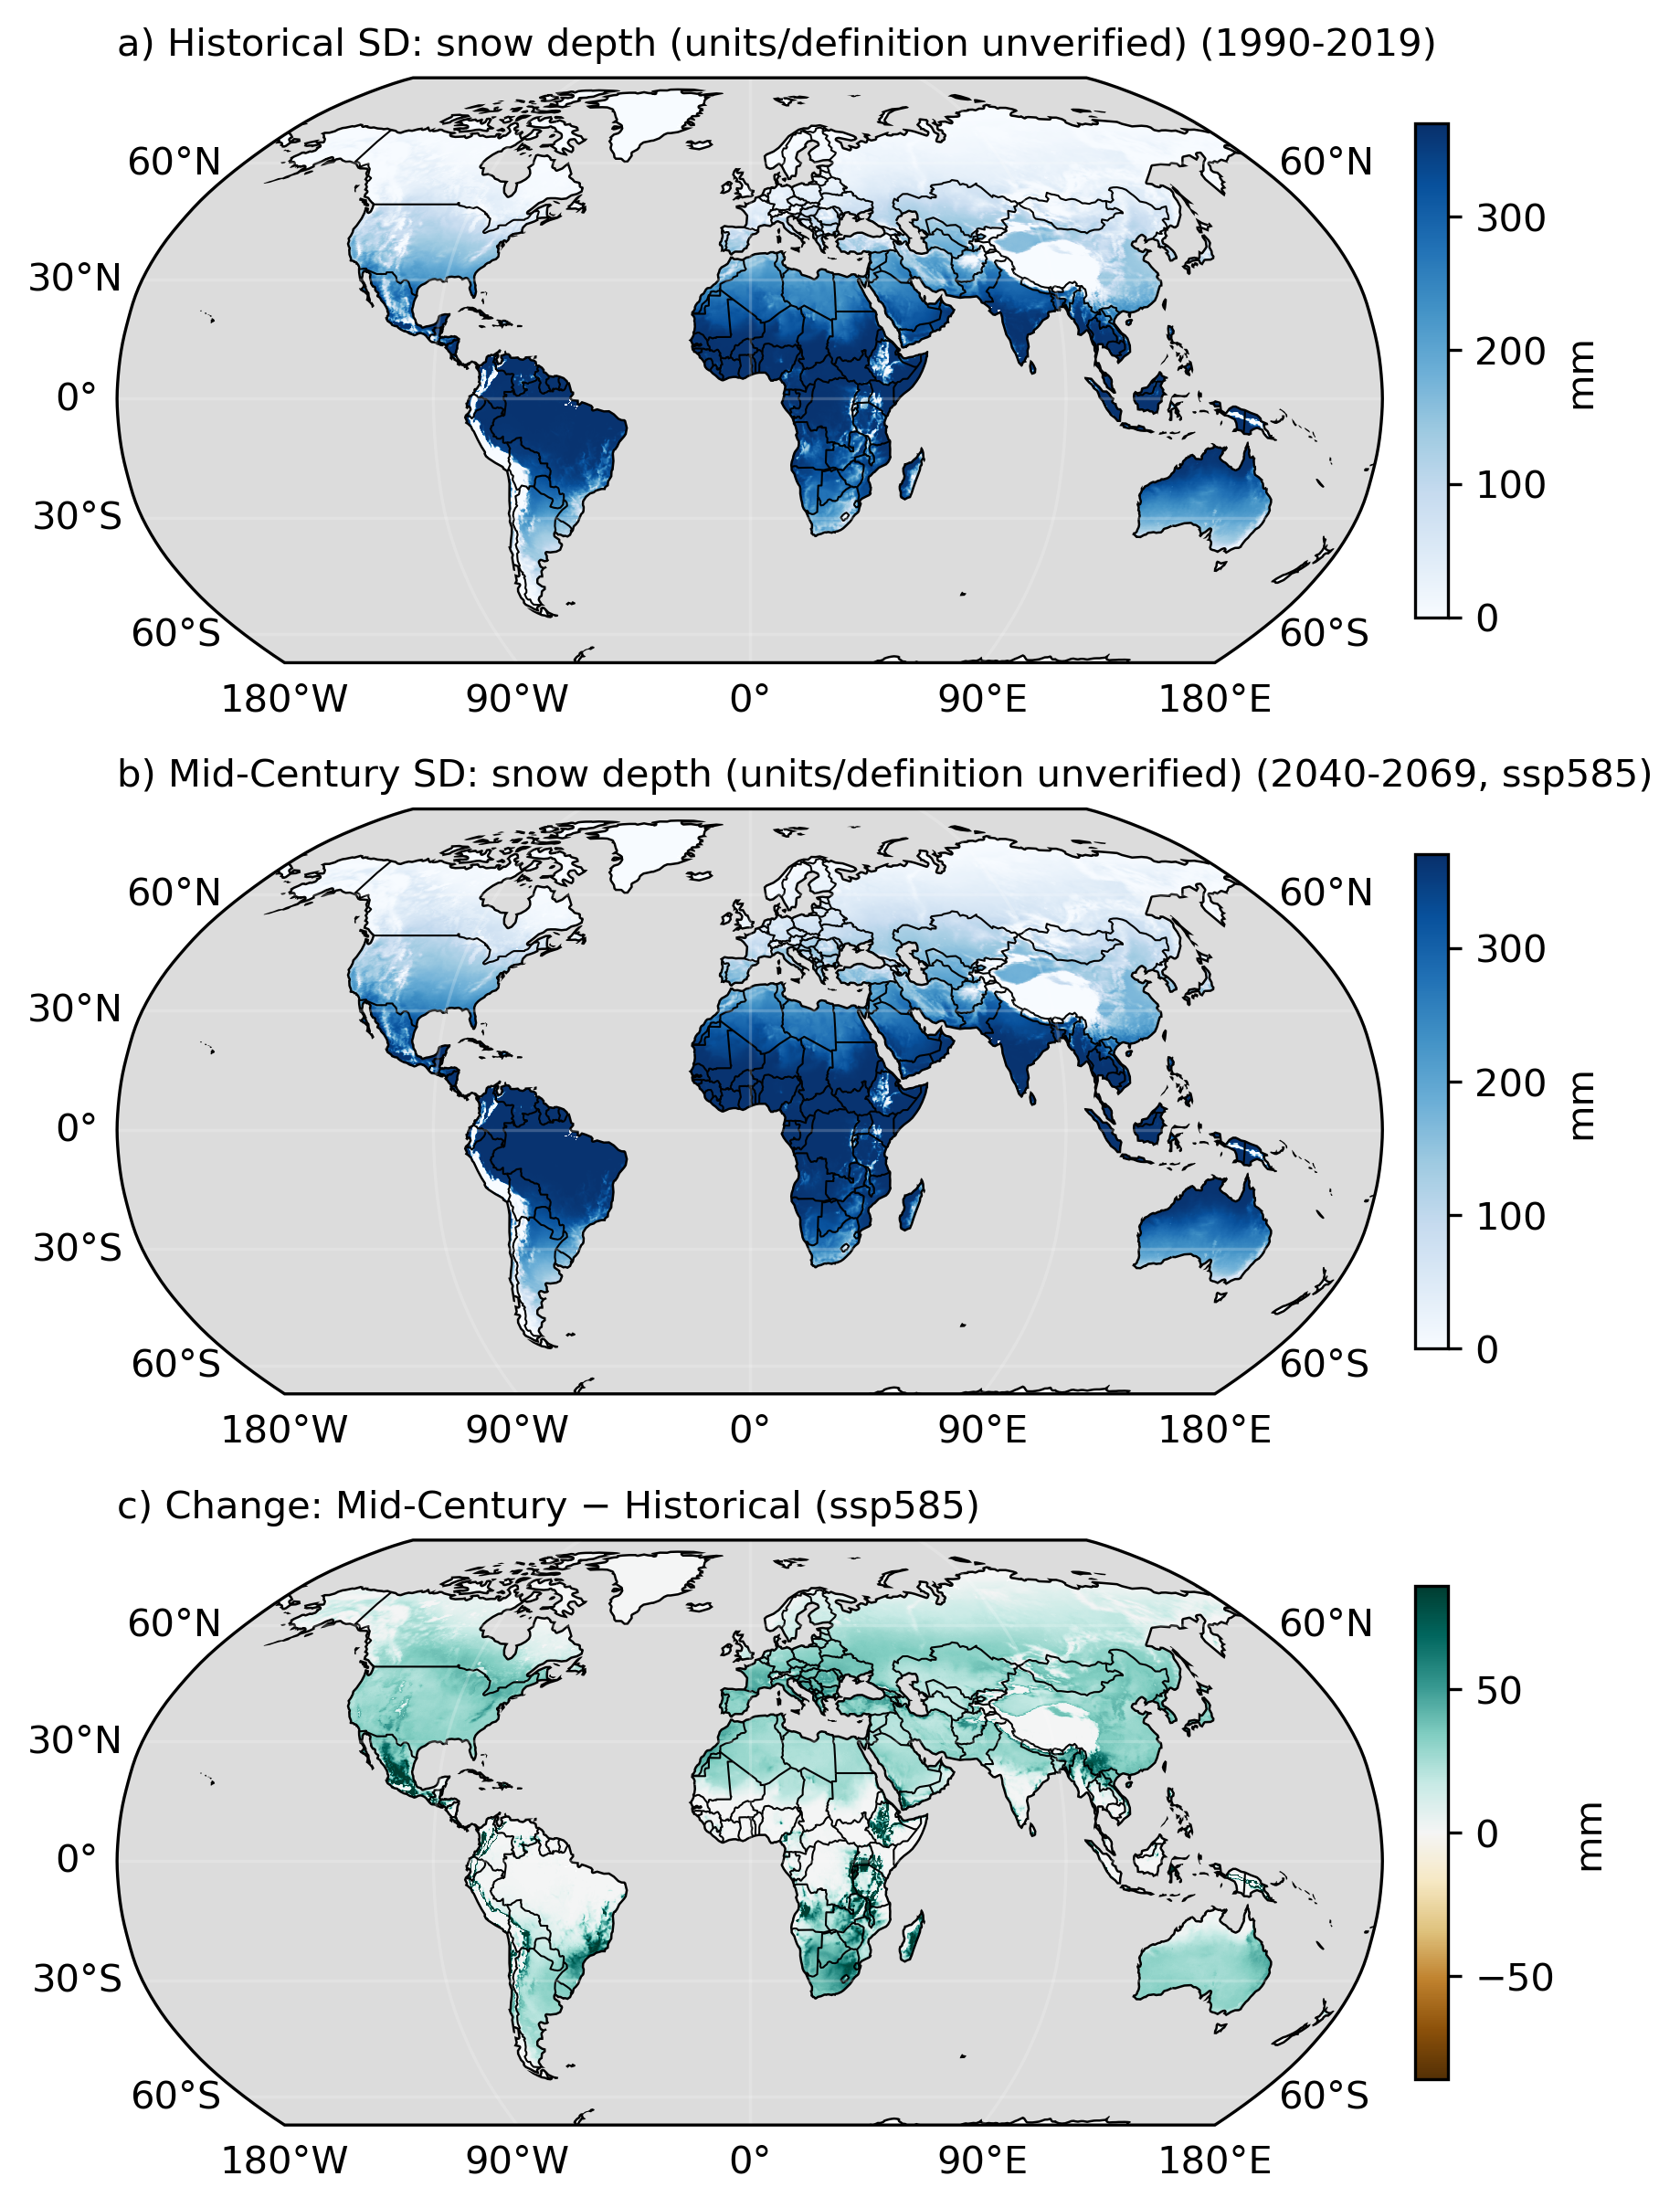 a) Historical SD: snow depth (units/definition unverified) (1990-2019)
60°N
60°N
30°N
0°
30°S
60°S
60°S
180°W
90°W
0°
90°E
180°E
300
200
100
0
mm
b) Mid-Century SD: snow depth (units/definition unverified) (2040-2069, ssp585)
60°N
60°N
30°N
0°
30°S
60°S
60°S
180°W
90°W
0°
90°E
180°E
300
200
100
0
mm
c) Change: Mid-Century − Historical (ssp585)
60°N
60°N
30°N
0°
30°S
60°S
60°S
180°W
90°W
0°
90°E
180°E
50
0
−50
mm